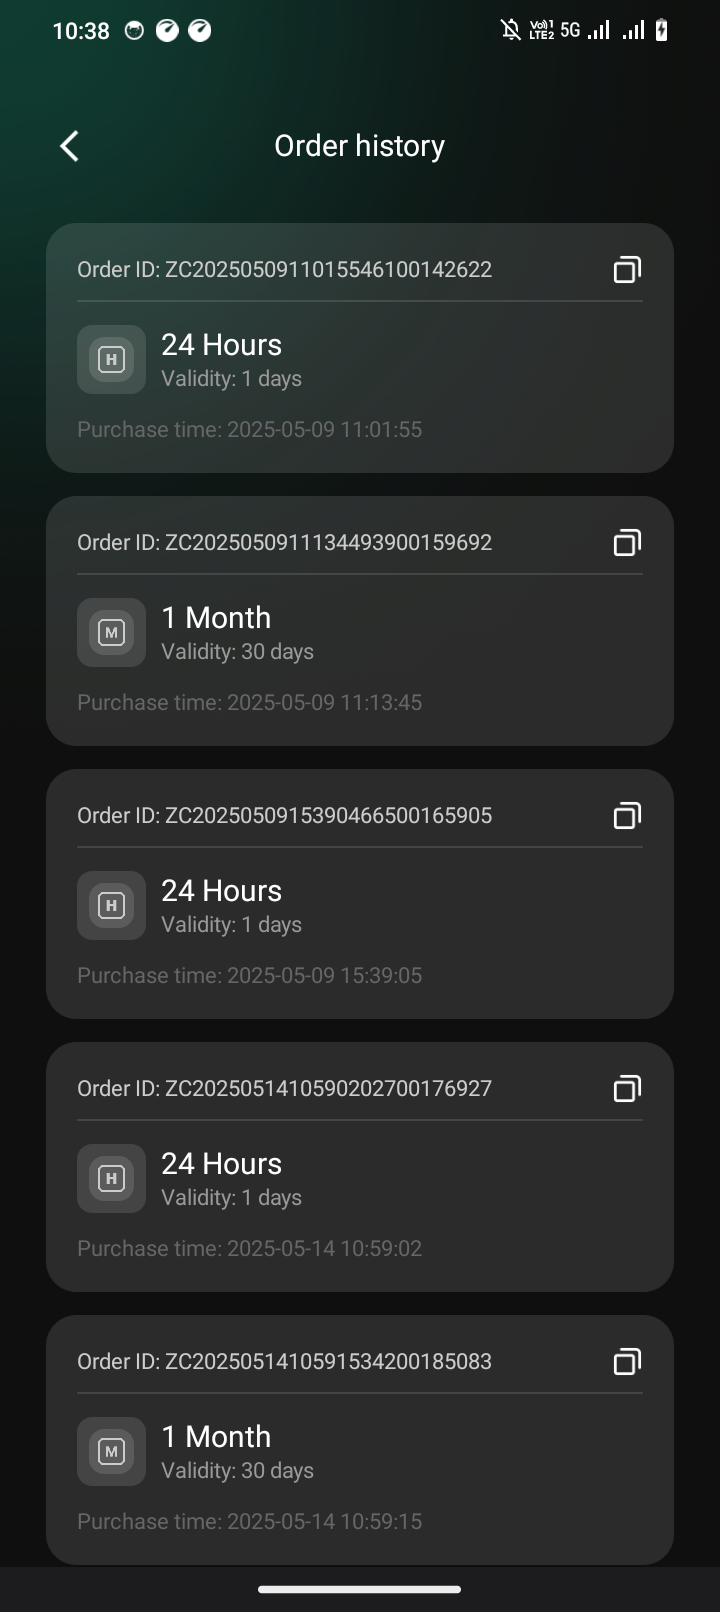 10:38 Vo)) 1 LTE2 5G
Order history
Order ID: ZC2025050911015546100142622
H
24 Hours
Validity: 1 days
Purchase time: 2025-05-09 11:01:55
Order ID: ZC2025050911134493900159692
M
1 Month
Validity: 30 days
Purchase time: 2025-05-09 11:13:45
Order ID: ZC2025050915390466500165905
H
24 Hours
Validity: 1 days
Purchase time: 2025-05-09 15:39:05
Order ID: ZC2025051410590202700176927
H
24 Hours
Validity: 1 days
Purchase time: 2025-05-14 10:59:02
Order ID: ZC2025051410591534200185083
M
1 Month
Validity: 30 days
Purchase time: 2025-05-14 10:59:15